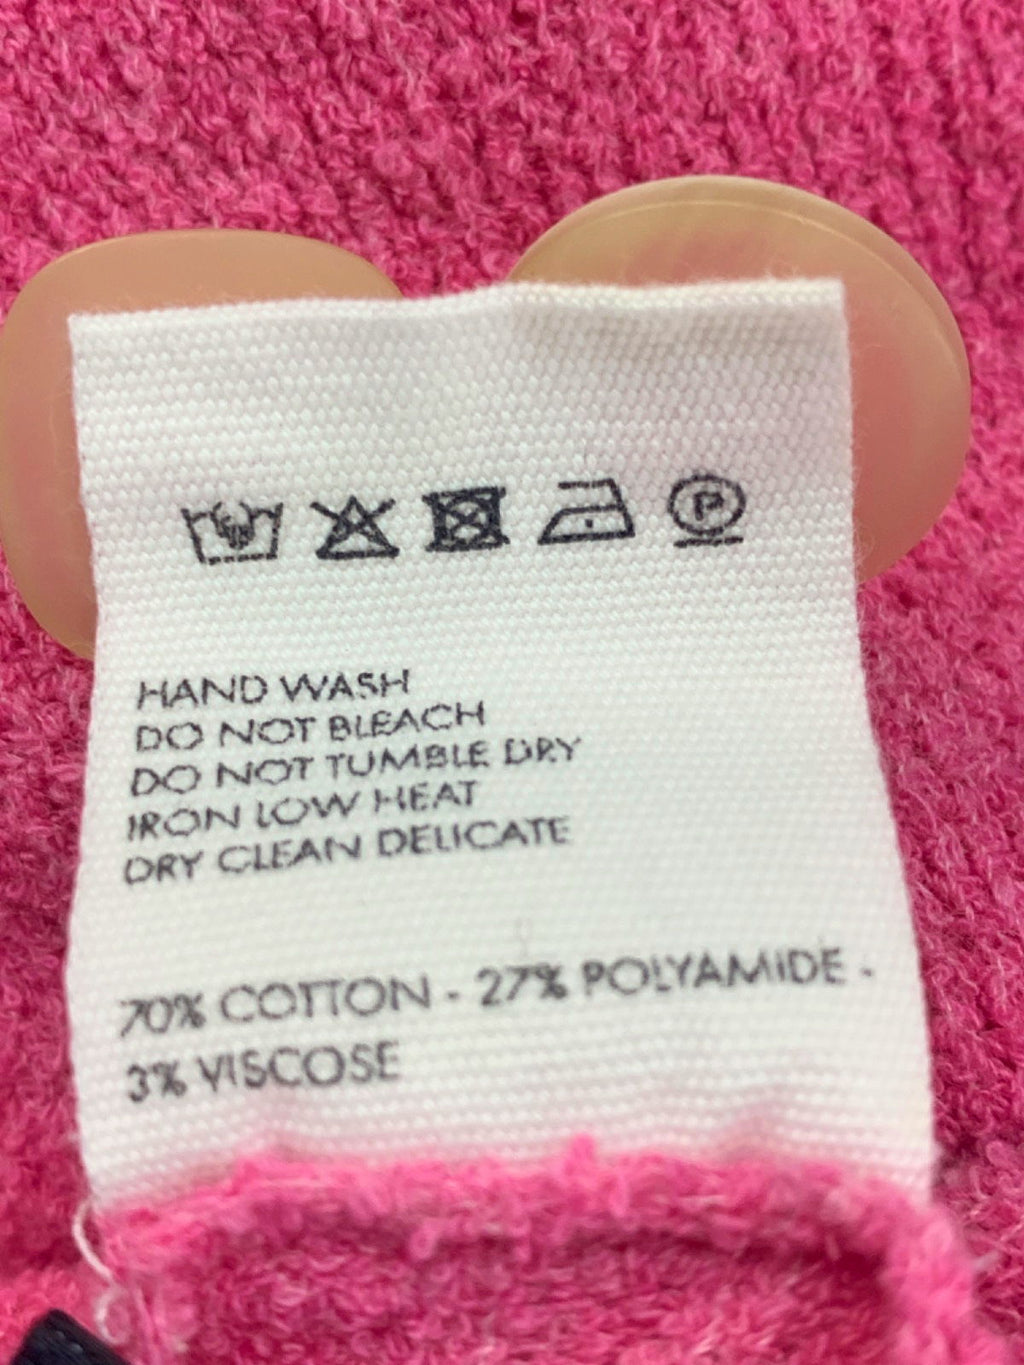 P
HAND WASH
DO NOT BLEACH
DO NOT TUMBLE DRY
IRON LOW HEAT
DRY CLEAN DELICATE
70% COTTON - 27% POLYAMIDE -
3% VISCOSE